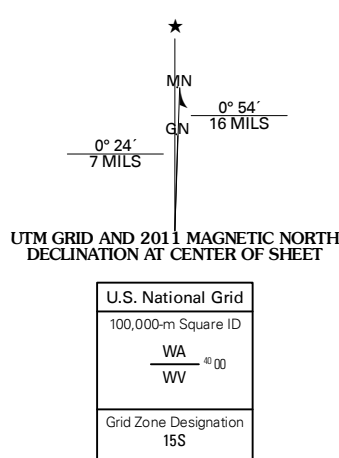 ★
MN
0° 54´
16 MILS
GN
0° 24´
7 MILS
UTM GRID AND 2011 MAGNETIC NORTH
DECLINATION AT CENTER OF SHEET
U.S. National Grid
100,000-m Square ID
WA
40 00
WV
Grid Zone Designation
15S